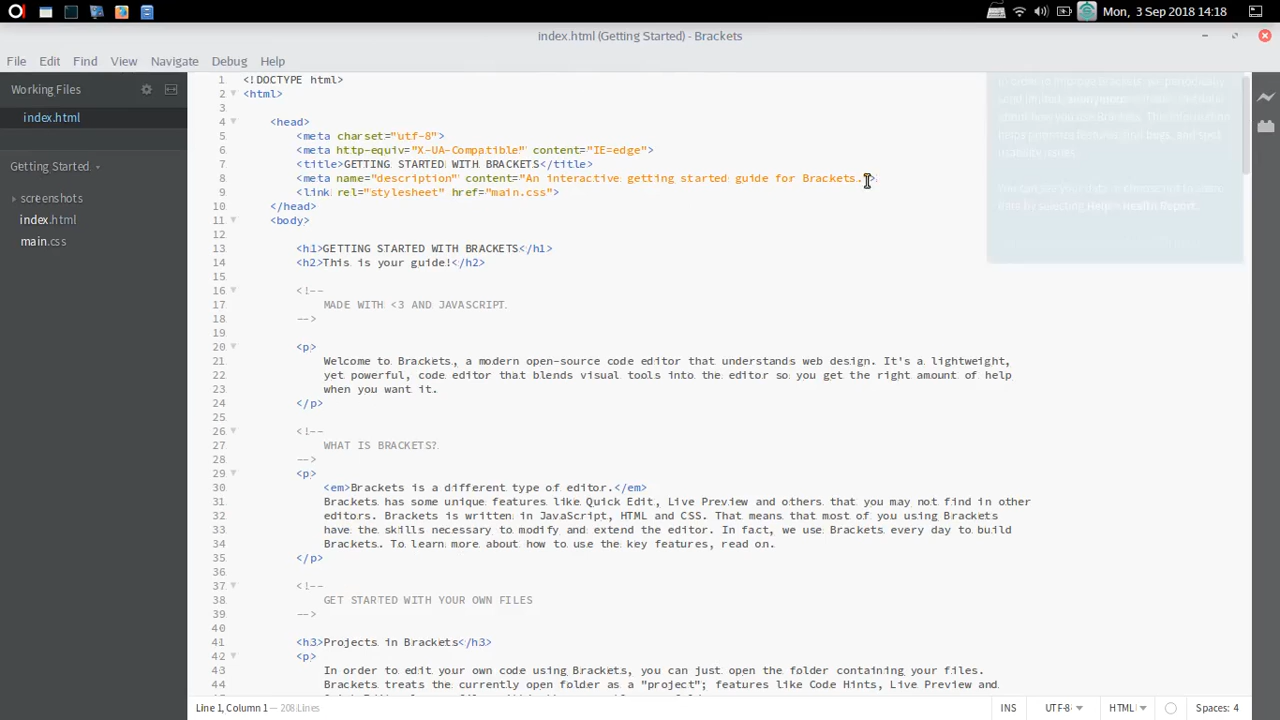 Mon, 3 Sep 2018 14:18
index.html (Getting Started) - Brackets
File Edit Find View Navigate Debug Help
Working Files
index.html
Getting Started
screenshots
index.html
main.css
1 <!DOCTYPE html>
2 <html>
3
4 <head>
5 <meta charset="utf-8">
6 <meta http-equiv="X-UA-Compatible" content="IE=edge">
7 <title>GETTING STARTED WITH BRACKETS</title>
8 <meta name="description" content="An interactive getting started guide for Brackets.">
9 <link rel="stylesheet" href="main.css">
10 </head>
11 <body>
12
13 <h1>GETTING STARTED WITH BRACKETS</h1>
14 <h2>This is your guide!</h2>
15
16 <!--
17 MADE WITH <3 AND JAVASCRIPT
18 -->
19
20 <p>
21 Welcome to Brackets, a modern open-source code editor that understands web design. It's a lightweight,
22 yet powerful, code editor that blends visual tools into the editor so you get the right amount of help
23 when you want it.
24 </p>
25
26 <!--
27 WHAT IS BRACKETS?
28 -->
29 <p>
30 <em>Brackets is a different type of editor.</em>
31 Brackets has some unique features like Quick Edit, Live Preview and others that you may not find in other
32 editors. Brackets is written in JavaScript, HTML and CSS. That means that most of you using Brackets
33 have the skills necessary to modify and extend the editor. In fact, we use Brackets every day to build
34 Brackets. To learn more about how to use the key features, read on.
35 </p>
36
37 <!--
38 GET STARTED WITH YOUR OWN FILES
39 -->
40
41 <h3>Projects in Brackets</h3>
42 <p>
43 In order to edit your own code using Brackets, you can just open the folder containing your files.
44 Brackets treats the currently open folder as a "project"; features like Code Hints, Live Preview and
Line 1, Column 1 — 208 Lines
INS UTF-8 HTML Spaces: 4